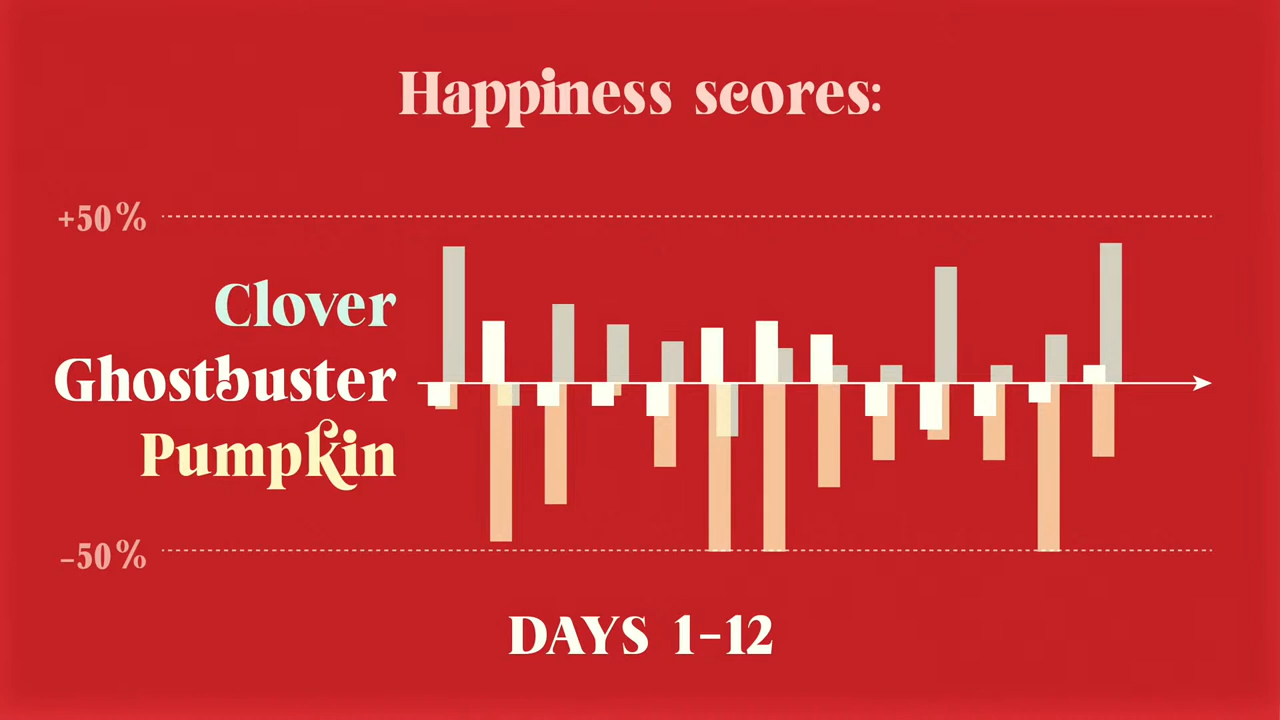 Happiness scores:
+50%
Clover
Ghostbuster
Pumpkin
-50%
DAYS 1-12